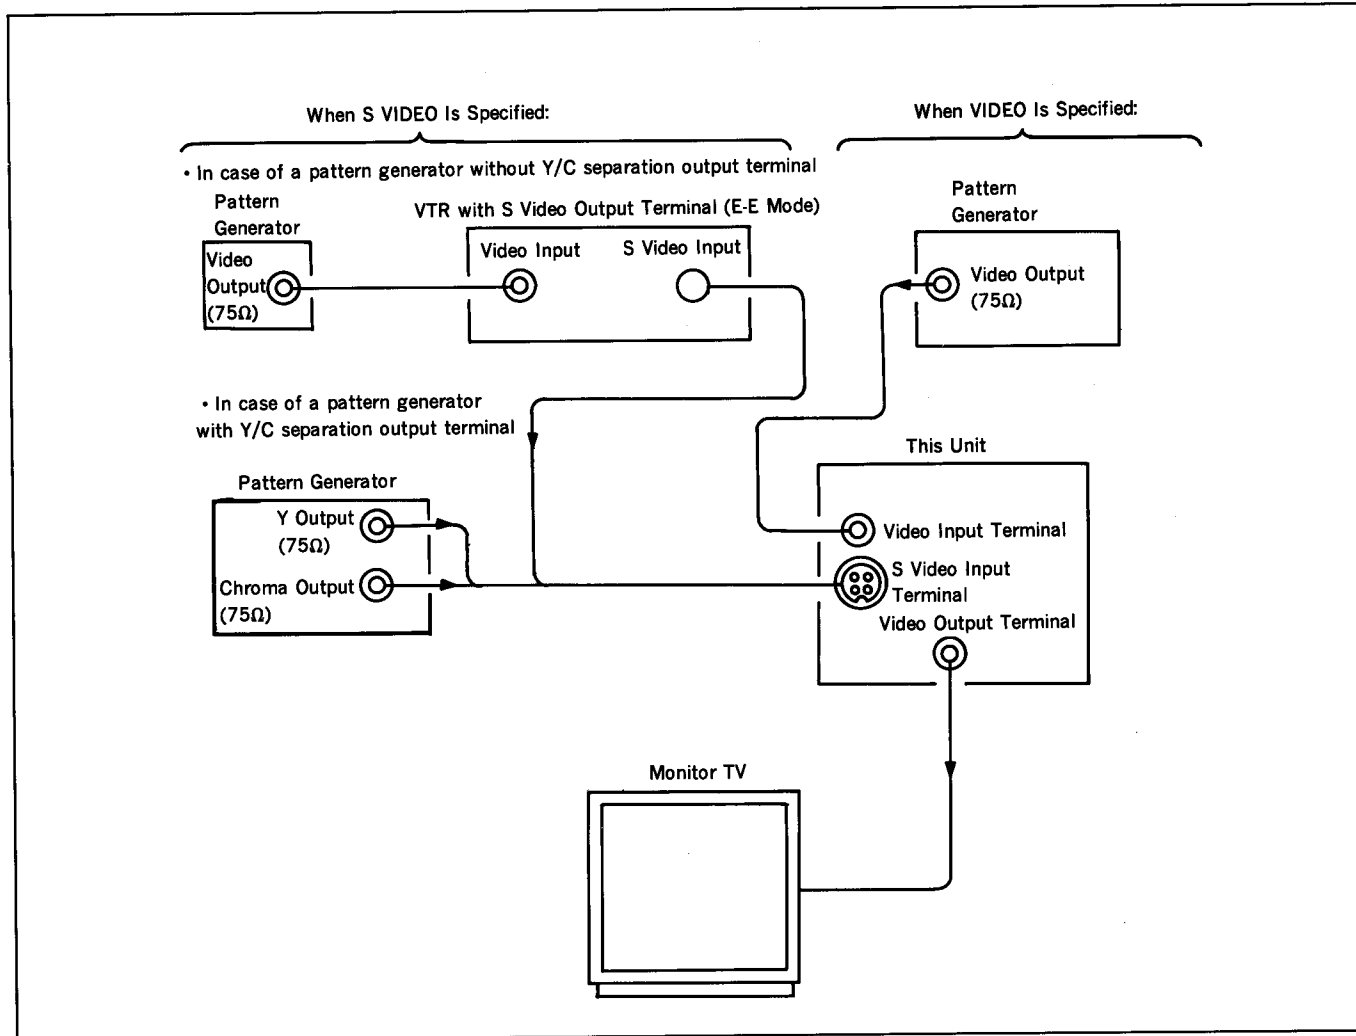 When S VIDEO Is Specified:
When VIDEO Is Specified:
• In case of a pattern generator without Y/C separation output terminal
Pattern
Generator
VTR with S Video Output Terminal (E-E Mode)
Video
Output
(75Ω)
Video Input
S Video Input
Pattern
Generator
Video Output
(75Ω)
• In case of a pattern generator
with Y/C separation output terminal
Pattern Generator
Y Output
(75Ω)
Chroma Output
(75Ω)
This Unit
Video Input Terminal
S Video Input
Terminal
Video Output Terminal
Monitor TV